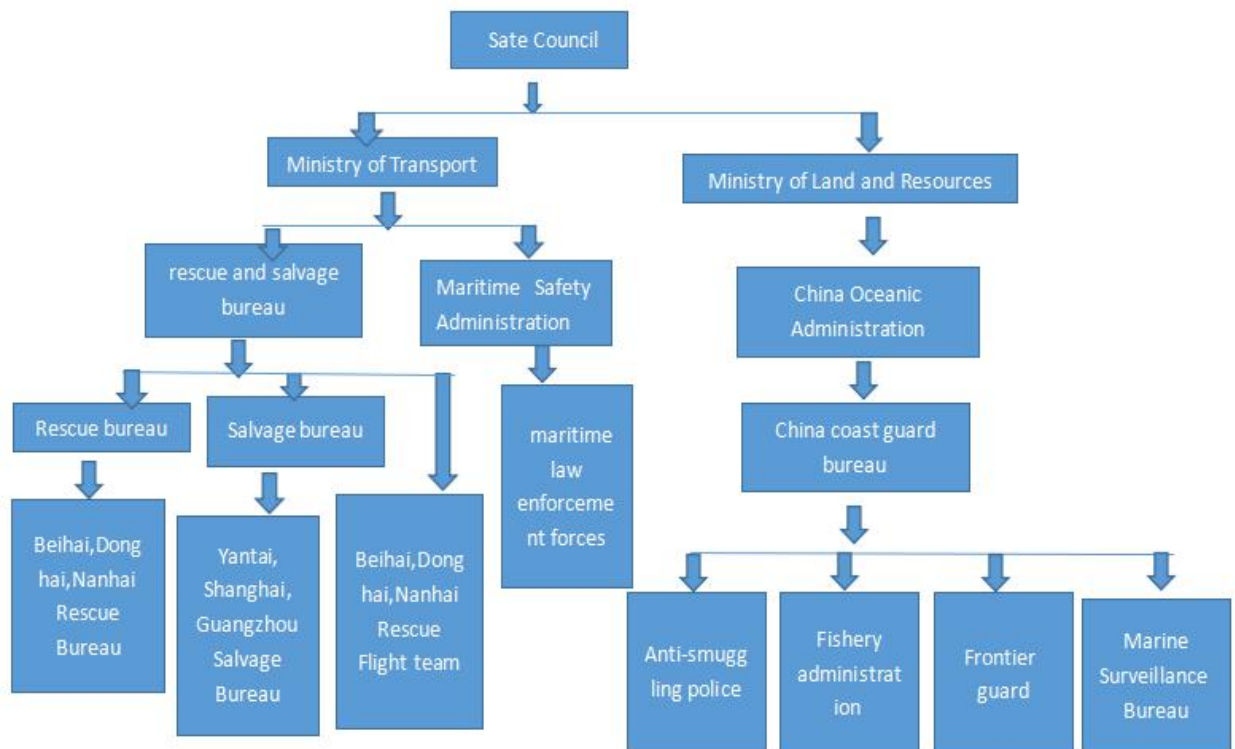 Sate Council
Ministry of Transport
Ministry of Land and Resources
rescue and salvage
bureau
Maritime Safety
Administration
China Oceanic
Administration
Rescue bureau
Salvage bureau
maritime
law
enforceme
nt forces
China coast guard
bureau
Beihai,Dong
hai,Nanhai
Rescue
Bureau
Yantai,
Shanghai,
Guangzhou
Salvage
Bureau
Beihai,Dong
hai,Nanhai
Rescue
Flight team
Anti-smugg
ling police
Fishery
administrat
ion
Frontier
guard
Marine
Surveillance
Bureau